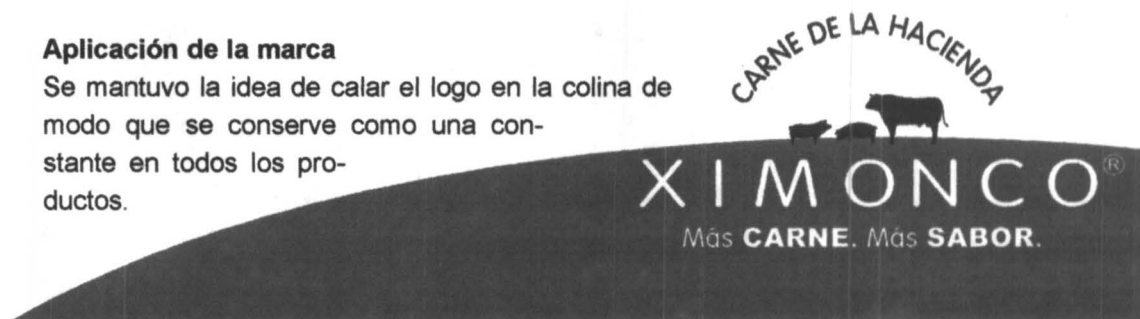 Aplicación de la marca
Se mantuvo la idea de calar el logo en la colina de
modo que se conserve como una con-
stante en todos los pro-
ductos.
CARNE DE LA HACIENDA
XIMONCO®
Más CARNE. Más SABOR.